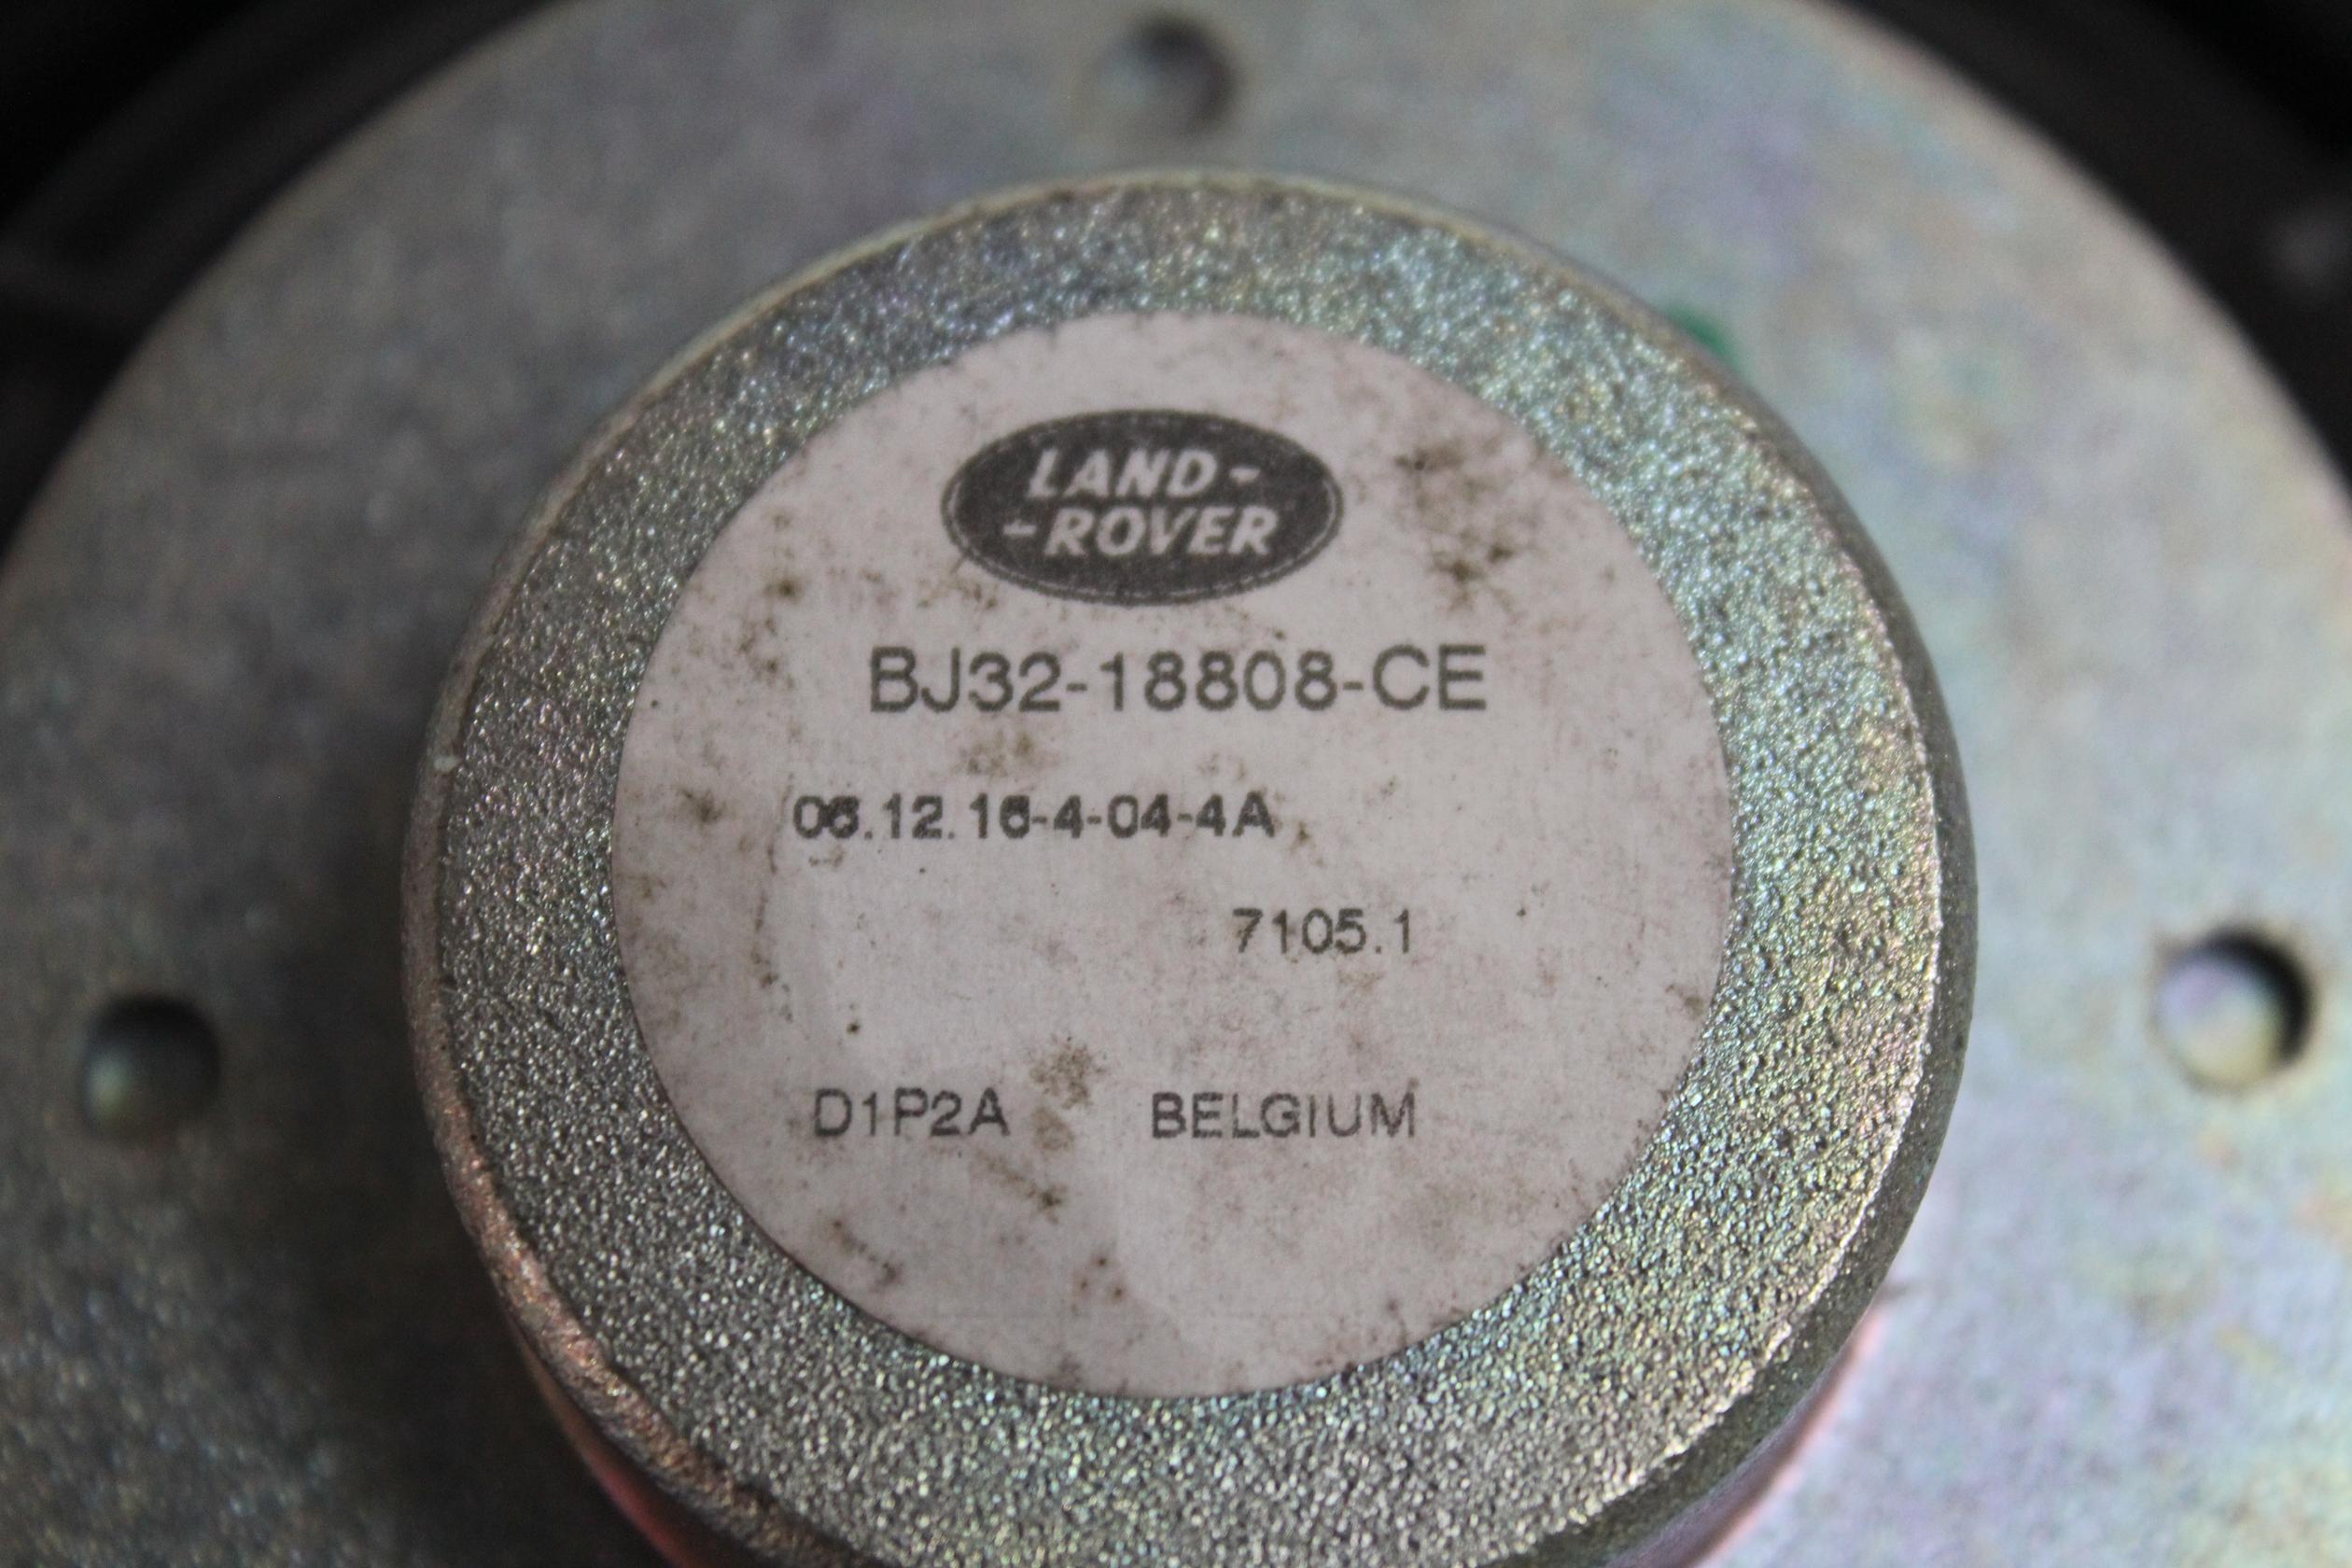 LAND-
-ROVER
BJ32-18808-CE
06.12.16-4-04-4A
7105.1
D1P2A BELGIUM